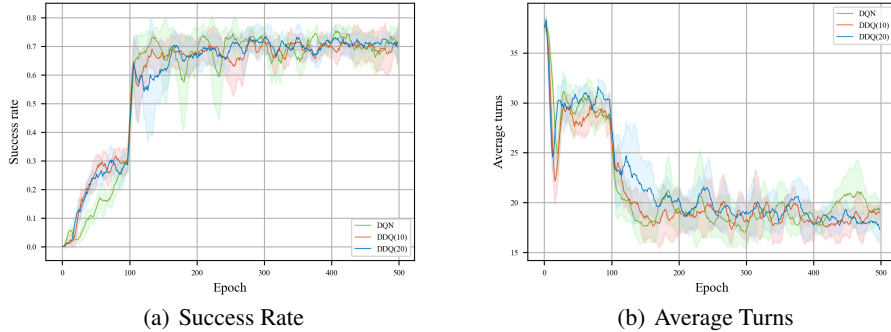 0.8
0.7
0.6
0.5
0.4
0.3
0.2
0.1
0.0
Success rate
0 100 200 300 400 500
Epoch
DQN
DDQ(10)
DDQ(20)
(a) Success Rate
35
30
25
20
15
Average turns
0 100 200 300 400 500
Epoch
DQN
DDQ(10)
DDQ(20)
(b) Average Turns